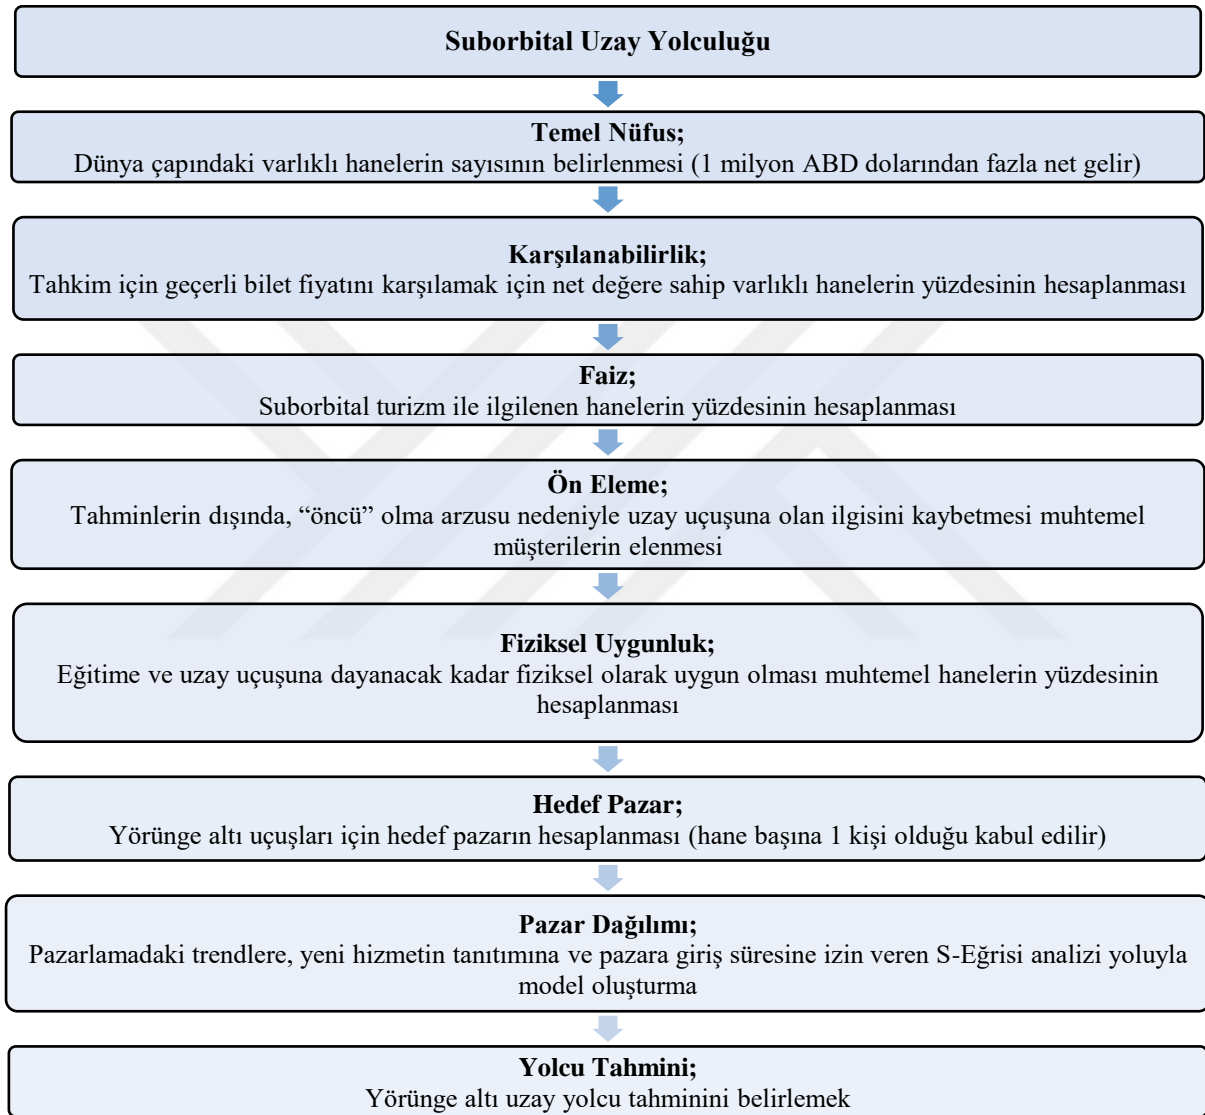 Suborbital Uzay Yolculuğu
Temel Nüfus;
Dünya çapındaki varlıklı hanelerin sayısının belirlenmesi (1 milyon ABD dolarından fazla net gelir)
Karşılanabilirlik;
Tahkim için geçerli bilet fiyatını karşılamak için net değere sahip varlıklı hanelerin yüzdesinin hesaplanması
Faiz;
Suborbital turizm ile ilgilenen hanelerin yüzdesinin hesaplanması
Ön Eleme;
Tahminlerin dışında, “öncü” olma arzusu nedeniyle uzay uçuşuna olan ilgisini kaybetmesi muhtemel
müşterilerin elenmesi
Fiziksel Uygunluk;
Eğitime ve uzay uçuşuna dayanacak kadar fiziksel olarak uygun olması muhtemel hanelerin yüzdesinin
hesaplanması
Hedef Pazar;
Yörünge altı uçuşları için hedef pazarın hesaplanması (hane başına 1 kişi olduğu kabul edilir)
Pazar Dağılımı;
Pazarlamadaki trendlere, yeni hizmetin tanıtımına ve pazara giriş süresine izin veren S-Eğrisi analizi yoluyla
model oluşturma
Yolcu Tahmini;
Yörünge altı uzay yolcu tahminini belirlemek